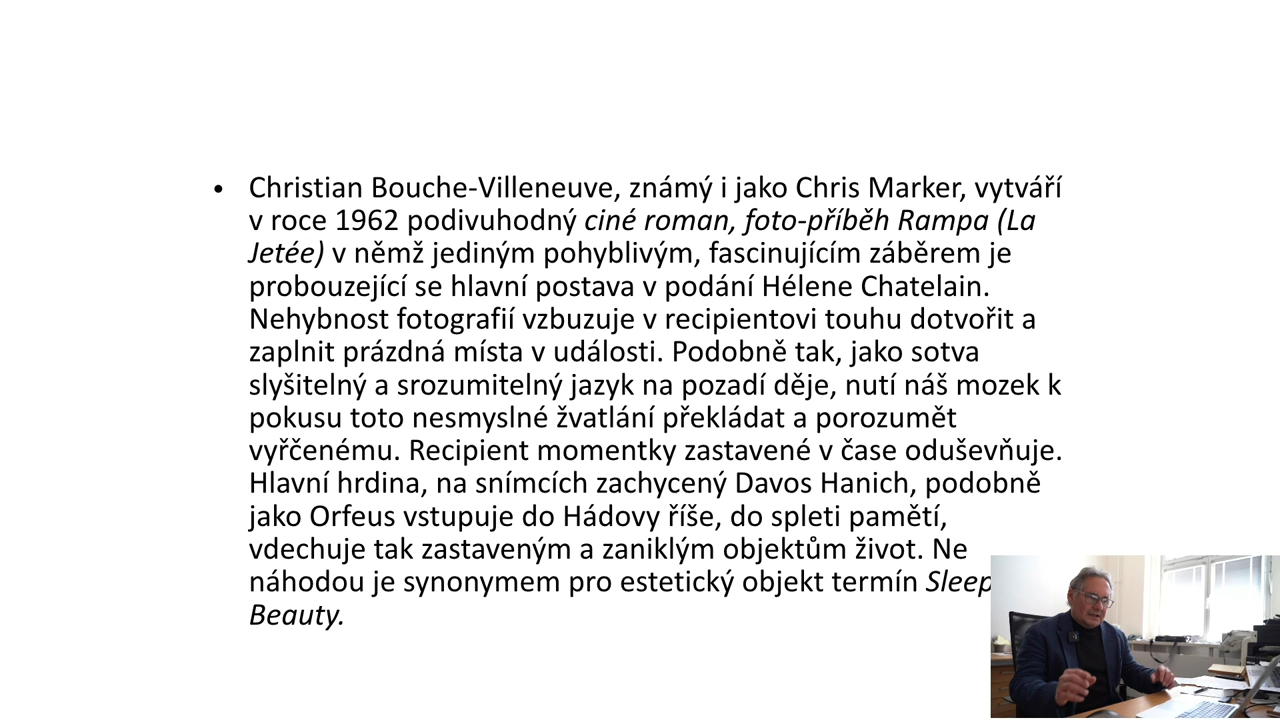 • Christian Bouche-Villeneuve, známý i jako Chris Marker, vytváří
v roce 1962 podivuhodný ciné roman, foto-příběh Rampa (La
Jetée) v němž jediným pohyblivým, fascinujícím záběrem je
probouzející se hlavní postava v podání Hélene Chatelain.
Nehybnost fotografií vzbuzuje v recipientovi touhu dotvořit a
zaplnit prázdná místa v události. Podobně tak, jako sotva
slyšitelný a srozumitelný jazyk na pozadí děje, nutí náš mozek k
pokusu toto nesmyslné žvatlání překládat a porozumět
vyřčenému. Recipient momentky zastavené v čase oduševňuje.
Hlavní hrdina, na snímcích zachycený Davos Hanich, podobně
jako Orfeus vstupuje do Hádovy říše, do spleti pamětí,
vdechuje tak zastaveným a zaniklým objektům život. Ne
náhodou je synonymem pro estetický objekt termín Sleep
Beauty.